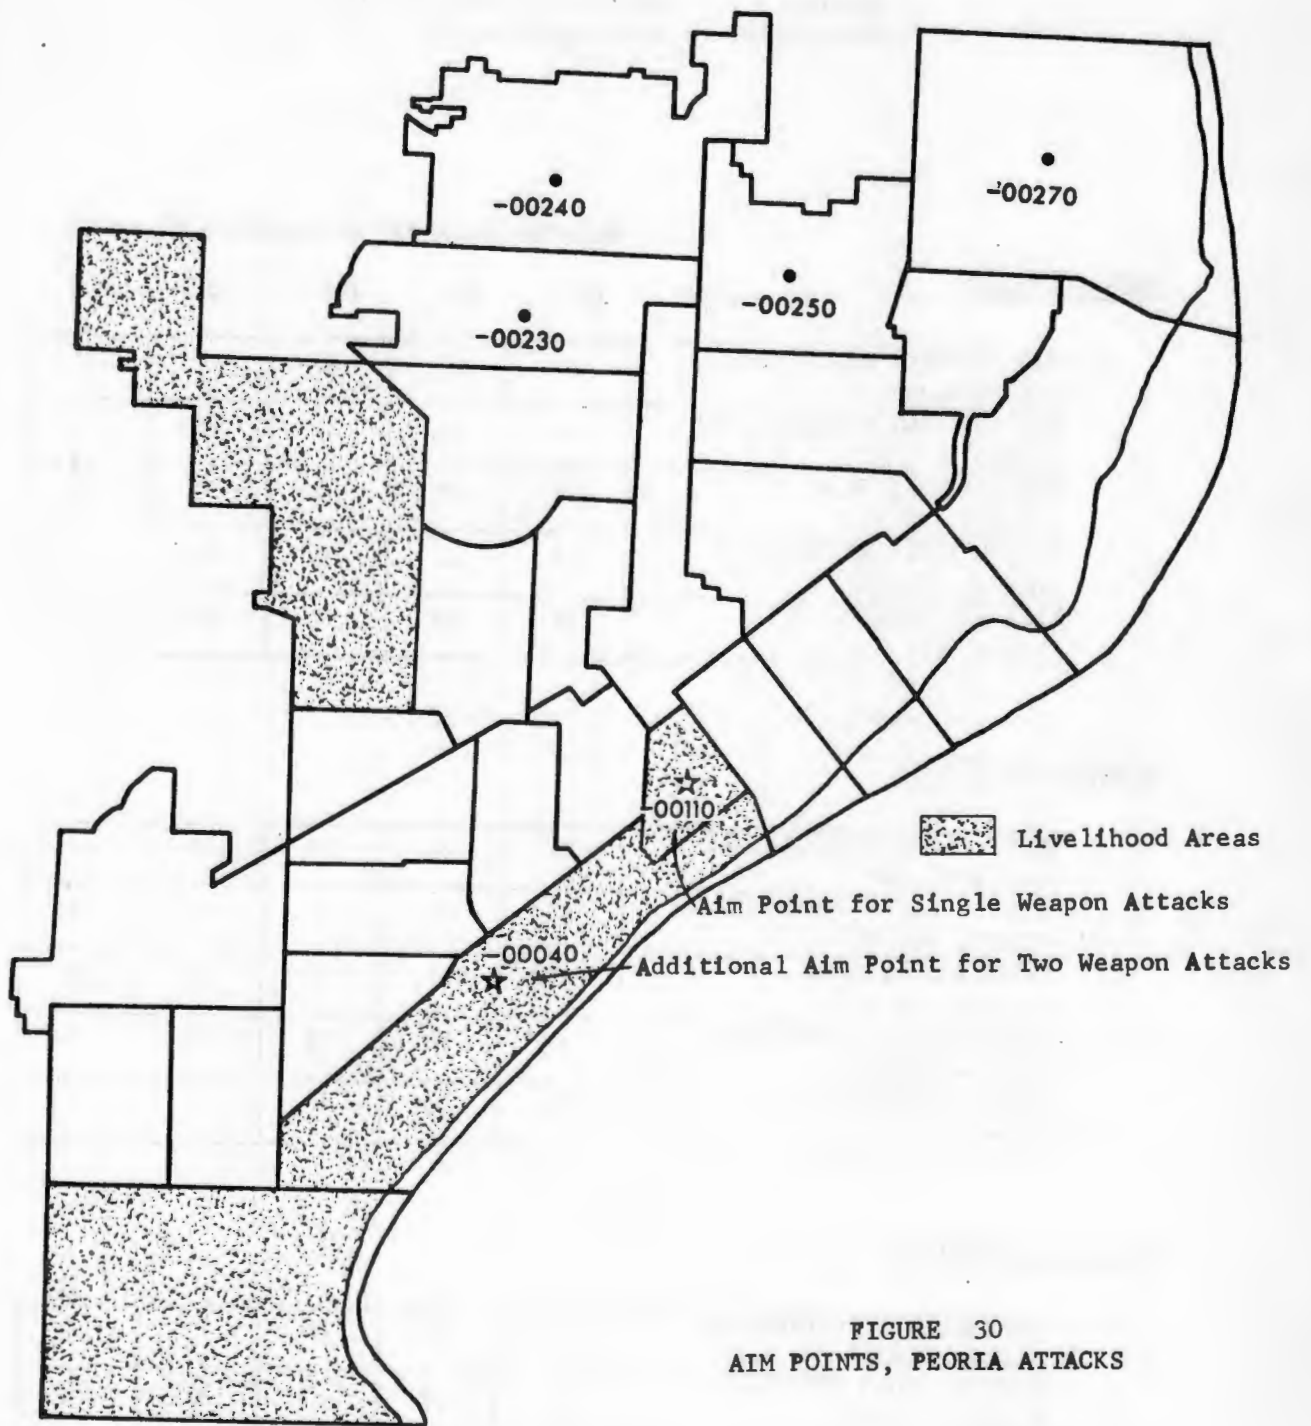 -00240
-00270
-00250
-00230
-00110
Livelihood Areas
Aim Point for Single Weapon Attacks
-00040
Additional Aim Point for Two Weapon Attacks
FIGURE 30
AIM POINTS, PEORIA ATTACKS